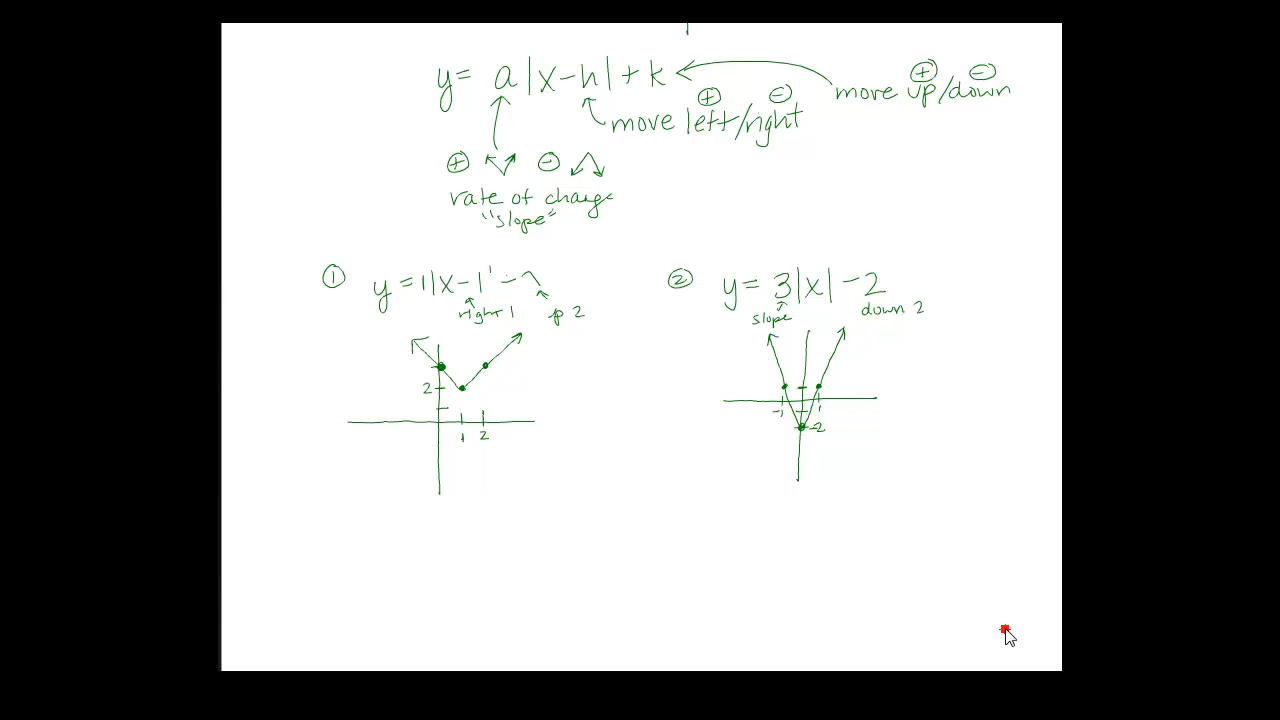 y = a |x - h| + k
⊕ ⊖
move up/down
⊕ ⊖
move left/right
⊕ ⊖
rate of change
"slope"
① y = 1|x - 1
right 1
p 2
2
1 2
② y = 3|x| - 2
slope
down 2
-1 1
-2